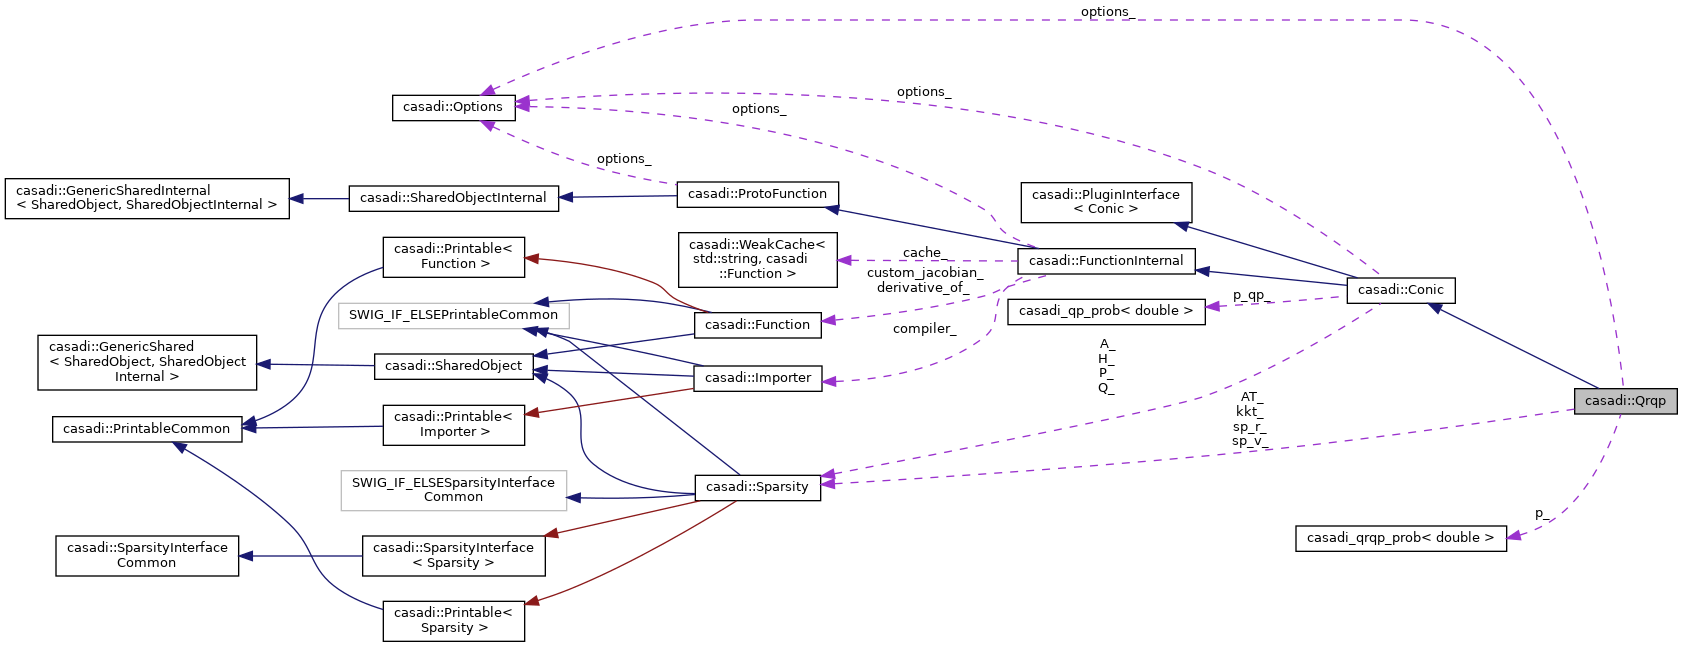 options_
casadi::Options
options_
options_
options_
casadi::GenericSharedInternal
< SharedObject, SharedObjectInternal >
casadi::SharedObjectInternal
casadi::ProtoFunction
casadi::PluginInterface
< Conic >
casadi::Printable<
Function >
casadi::WeakCache<
std::string, casadi
::Function >
cache_
casadi::FunctionInternal
custom_jacobian_
derivative_of_
casadi::Conic
p_qp_
casadi_qp_prob< double >
SWIG_IF_ELSEPrintableCommon
casadi::Function
compiler_
casadi::GenericShared
< SharedObject, SharedObject
Internal >
casadi::SharedObject
casadi::Importer
A_
H_
P_
Q_
casadi::Qrqp
AT_
kkt_
sp_r_
sp_v_
casadi::PrintableCommon
casadi::Printable<
Importer >
SWIG_IF_ELSESparsityInterface
Common
casadi::Sparsity
p_
casadi_qrqp_prob< double >
casadi::SparsityInterface
Common
casadi::SparsityInterface
< Sparsity >
casadi::Printable<
Sparsity >